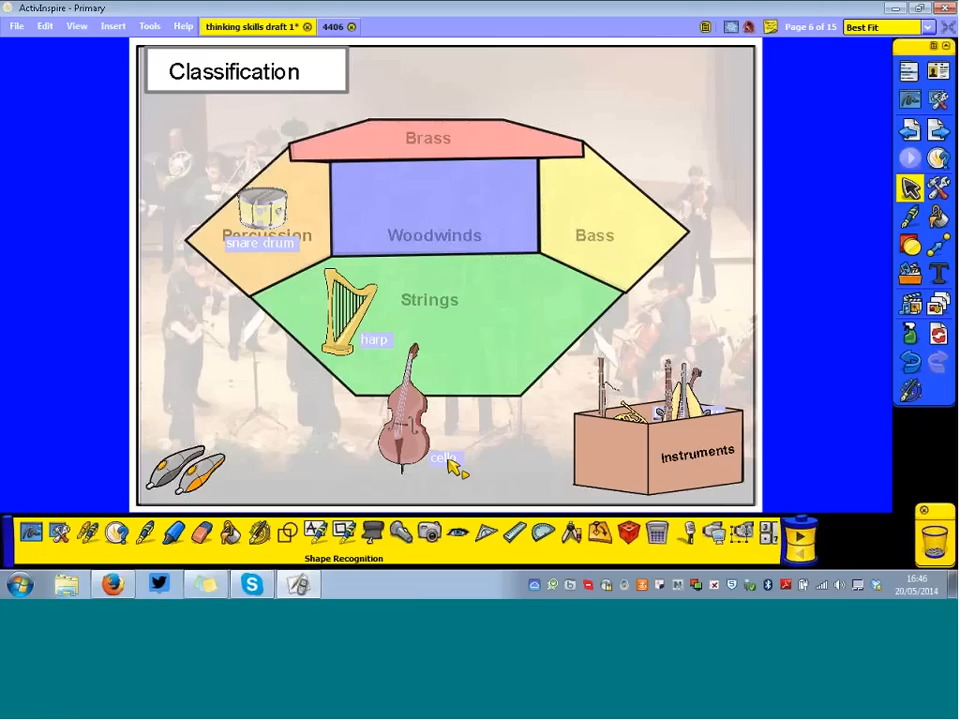 ActivInspire - Primary
File Edit View Insert Tools Help thinking skills draft 1* 4406 Page 6 of 15 Best Fit
Classification
Brass
Percussion Woodwinds Bass
snare drum
Strings
harp
cello
Instruments
Shape Recognition
16:46
20/05/2014